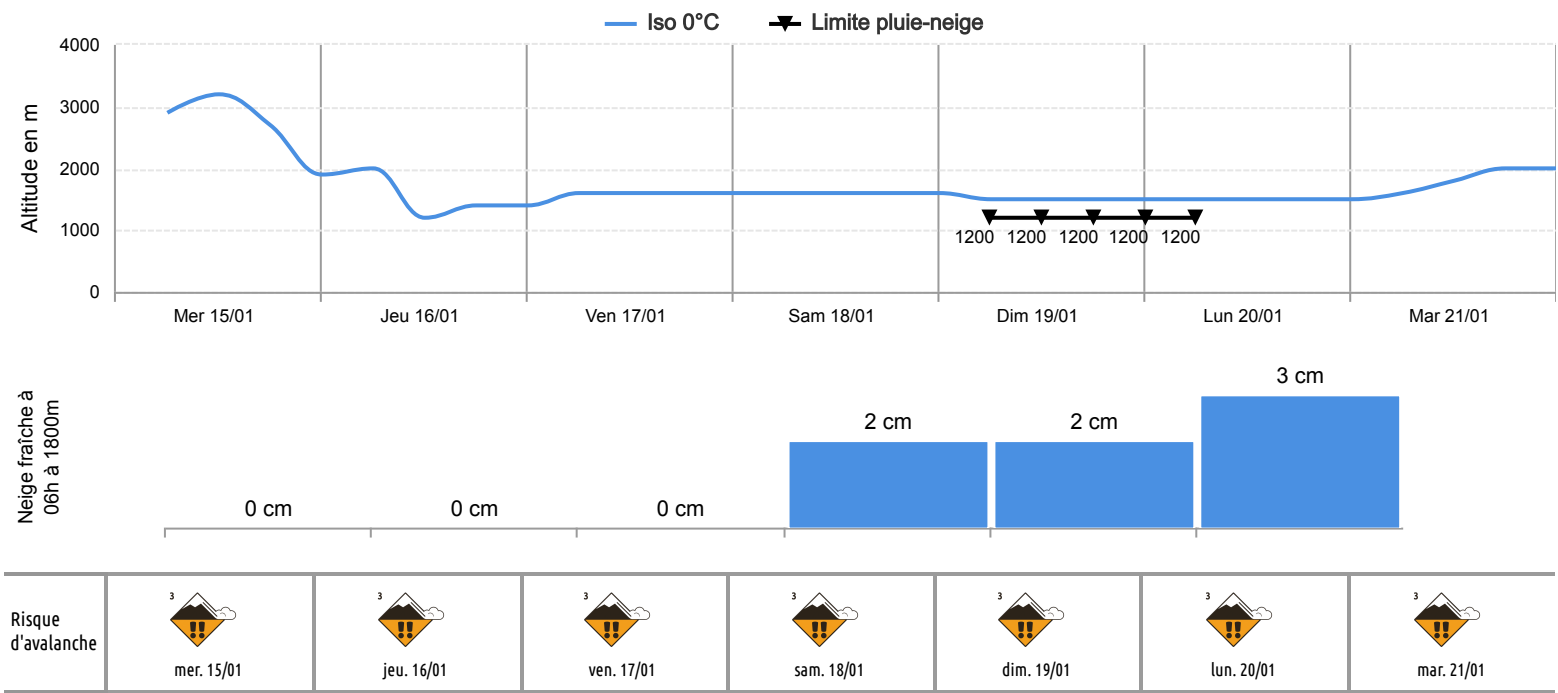 Iso 0°C Limite pluie-neige
Altitude en m
4000
3000
2000
1000
0
1200 1200 1200 1200 1200
Mer 15/01 Jeu 16/01 Ven 17/01 Sam 18/01 Dim 19/01 Lun 20/01 Mar 21/01
Neige fraîche à
06h à 1800m
0 cm 0 cm 0 cm 2 cm 2 cm 3 cm
Risque
d'avalanche
3 3 3 3 3 3 3
!! !! !! !! !! !! !!
mer. 15/01 jeu. 16/01 ven. 17/01 sam. 18/01 dim. 19/01 lun. 20/01 mar. 21/01